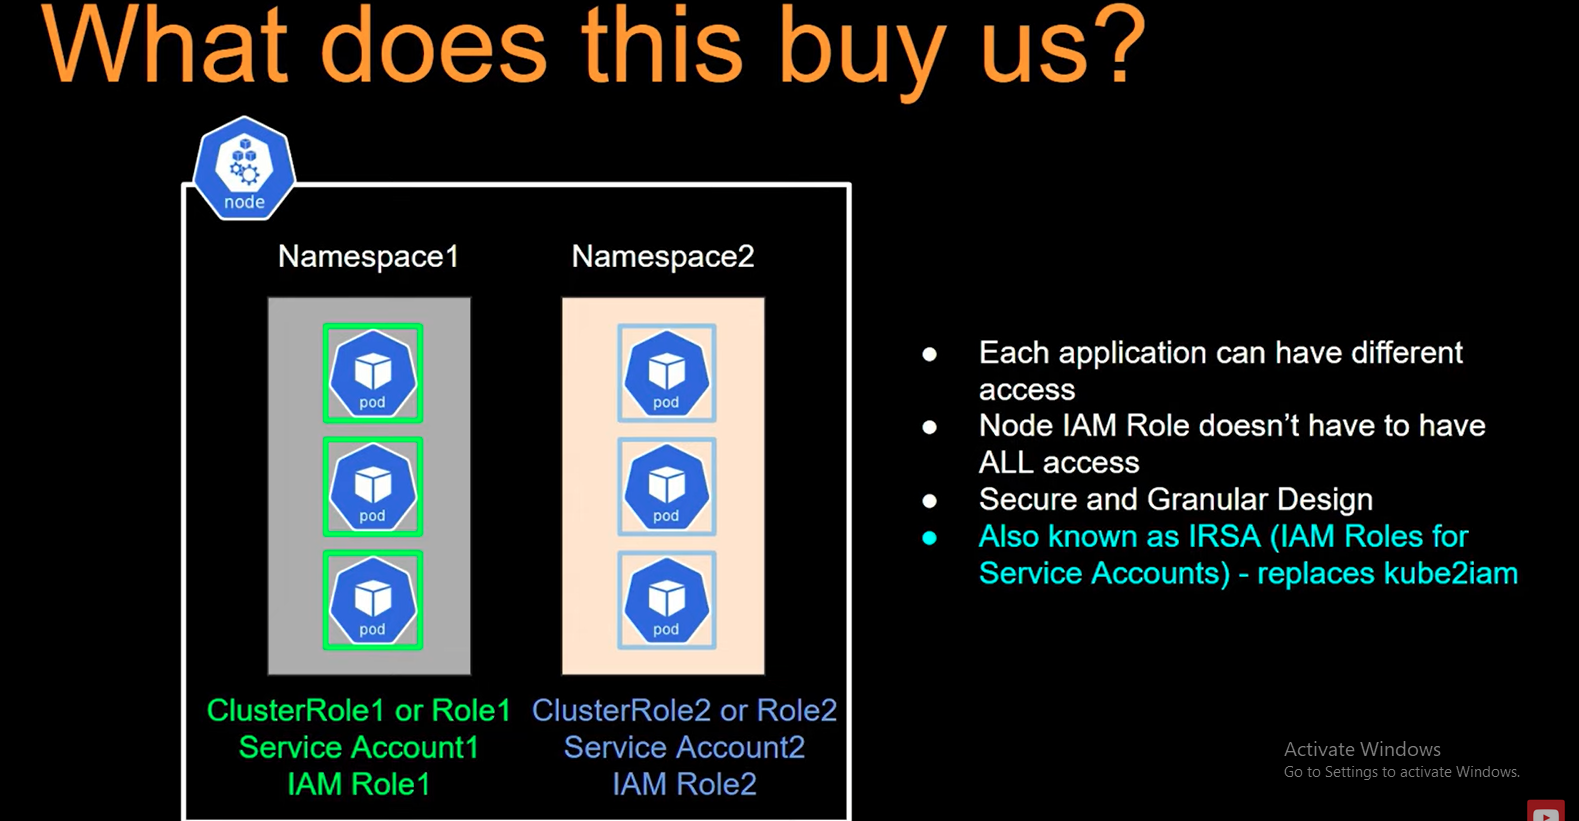 What does this buy us?
node
Namespace1
Namespace2
pod
pod
pod
pod
pod
pod
ClusterRole1 or Role1
Service Account1
IAM Role1
ClusterRole2 or Role2
Service Account2
IAM Role2
Each application can have different
access
Node IAM Role doesn’t have to have
ALL access
Secure and Granular Design
Also known as IRSA (IAM Roles for
Service Accounts) - replaces kube2iam
Activate Windows
Go to Settings to activate Windows.